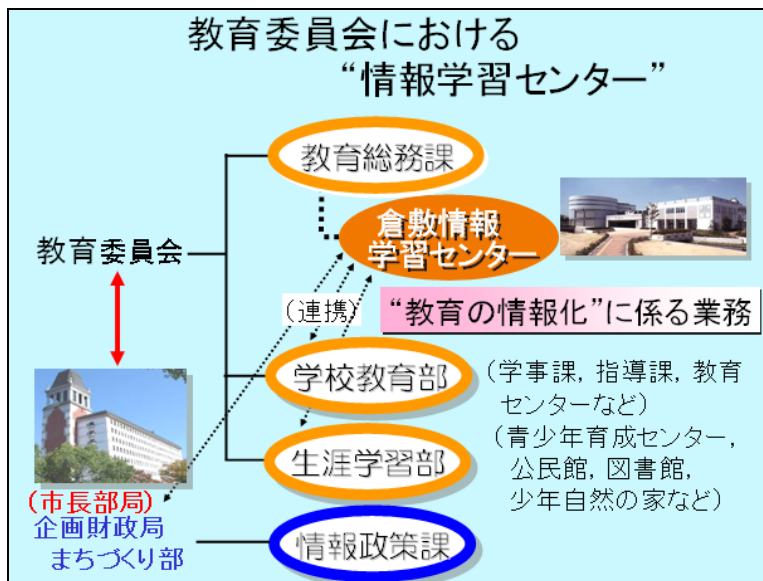 教育委員会における
“情報学習センター”
教育総務課
倉敷情報
学習センター
教育委員会
(連携)
“教育の情報化”に係る業務
学校教育部
(学事課, 指導課, 教育
センターなど)
生涯学習部
(青少年育成センター,
公民館, 図書館,
少年自然の家など)
(市長部局)
企画財政局
まちづくり部
情報政策課